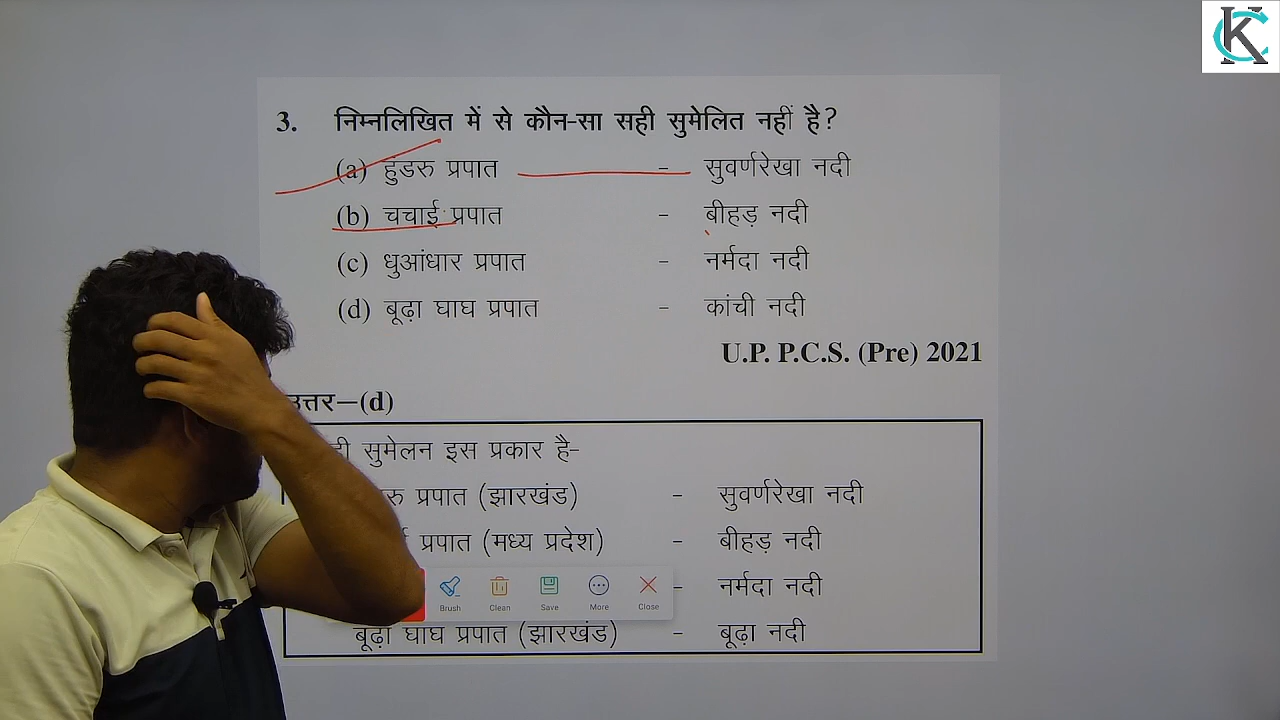 3. निम्नलिखित में से कौन-सा सही सुमेलित नहीं है?
(a) हुंडरु प्रपात - सुवर्णरेखा नदी
(b) चचाई प्रपात - बीहड़ नदी
(c) धुआंधार प्रपात - नर्मदा नदी
(d) बूढ़ा घाघ प्रपात - कांची नदी
U.P. P.C.S. (Pre) 2021
उत्तर–(d)
सुमेलन इस प्रकार है-
प्रपात (झारखंड) - सुवर्णरेखा नदी
प्रपात (मध्य प्रदेश) - बीहड़ नदी
- नर्मदा नदी
Brush Clean Save More Close
बूढ़ा घाघ प्रपात (झारखंड) - बूढ़ा नदी